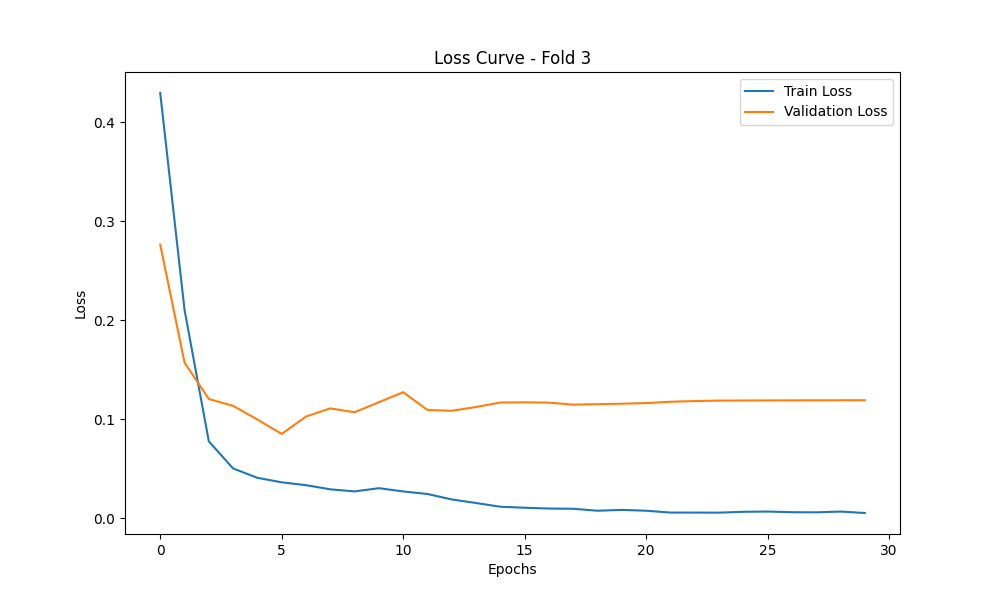 Loss Curve - Fold 3
Train Loss
Validation Loss
0.4
0.3
0.2
0.1
0.0
Loss
0 5 10 15 20 25 30
Epochs